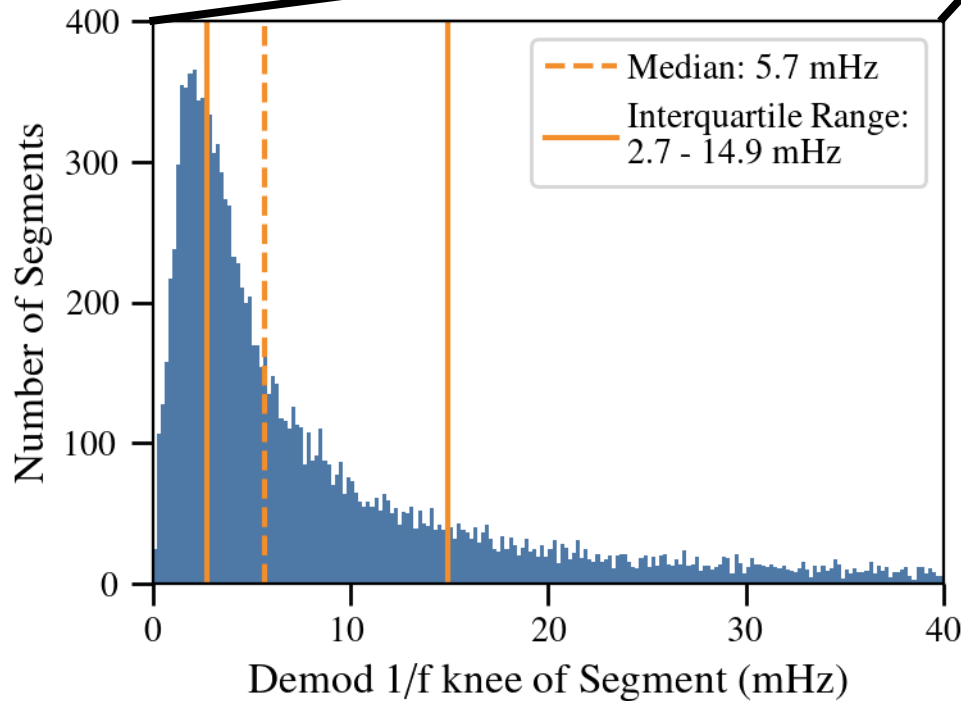 400
300
200
100
0
Number of Segments
Median: 5.7 mHz
Interquartile Range:
2.7 - 14.9 mHz
0 10 20 30 40
Demod 1/f knee of Segment (mHz)